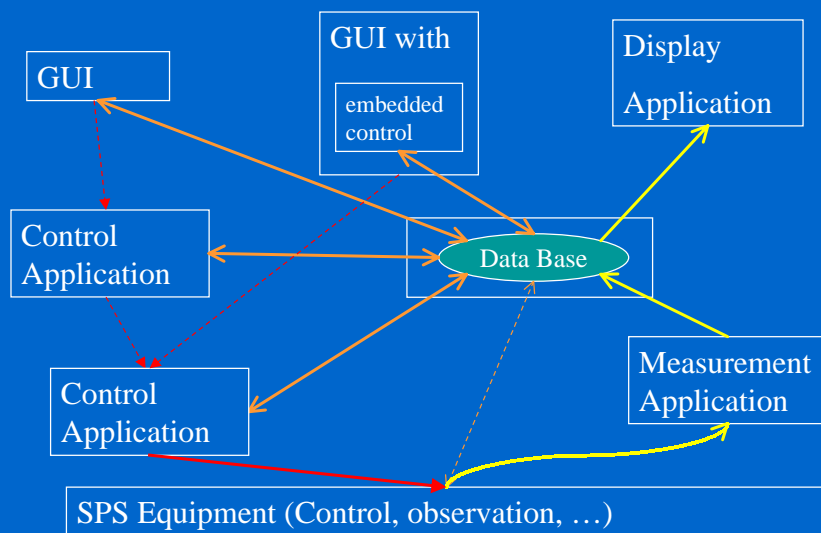 GUI
GUI with
embedded
control
Display
Application
Control
Application
Data Base
Control
Application
Measurement
Application
SPS Equipment (Control, observation, …)